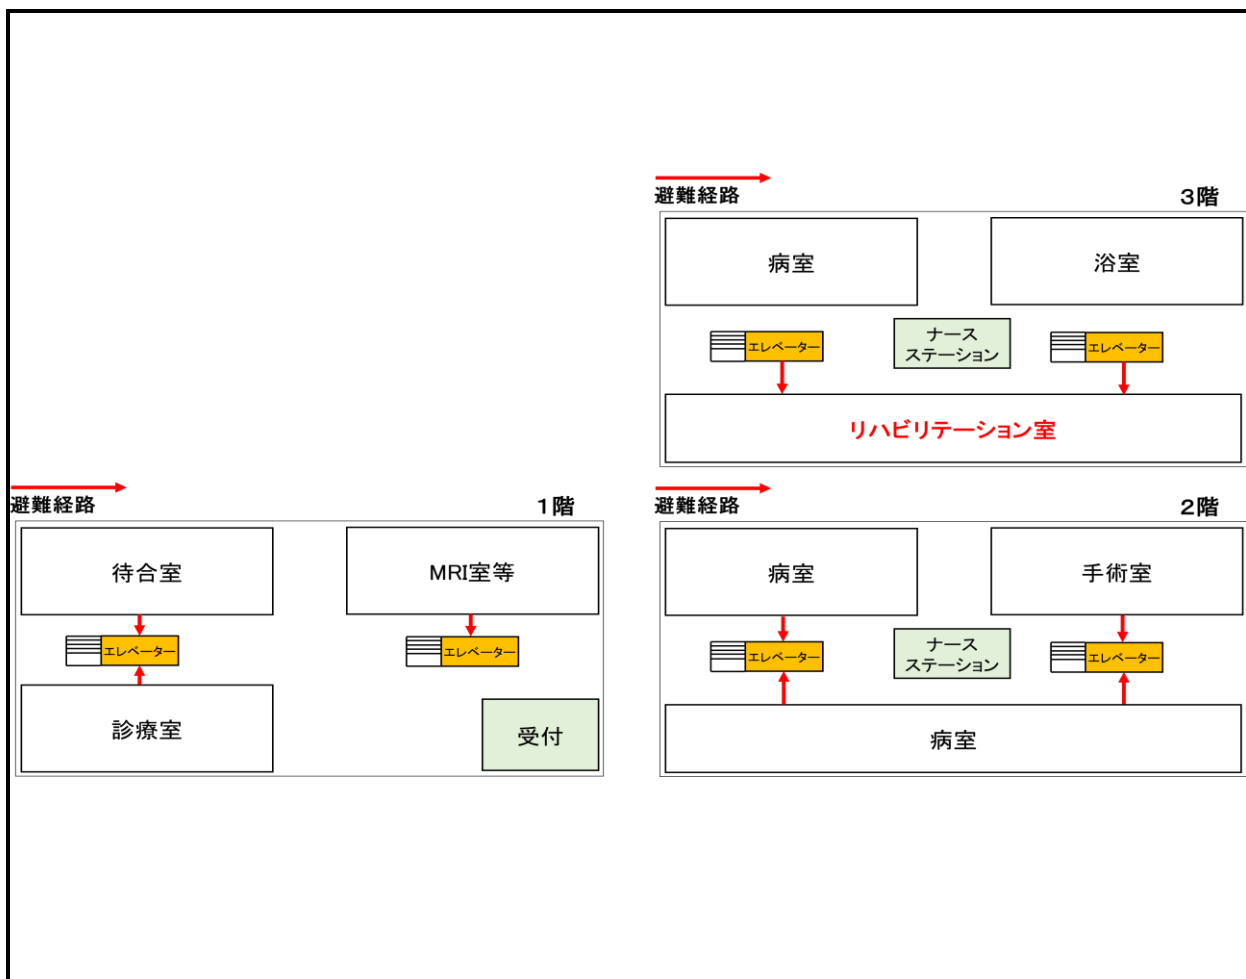 避難経路
3階
病室
浴室
エレベーター
ナース
ステーション
エレベーター
リハビリテーション室
避難経路
1階
待合室
MRI室等
エレベーター
エレベーター
診療室
受付
避難経路
2階
病室
手術室
エレベーター
ナース
ステーション
エレベーター
病室